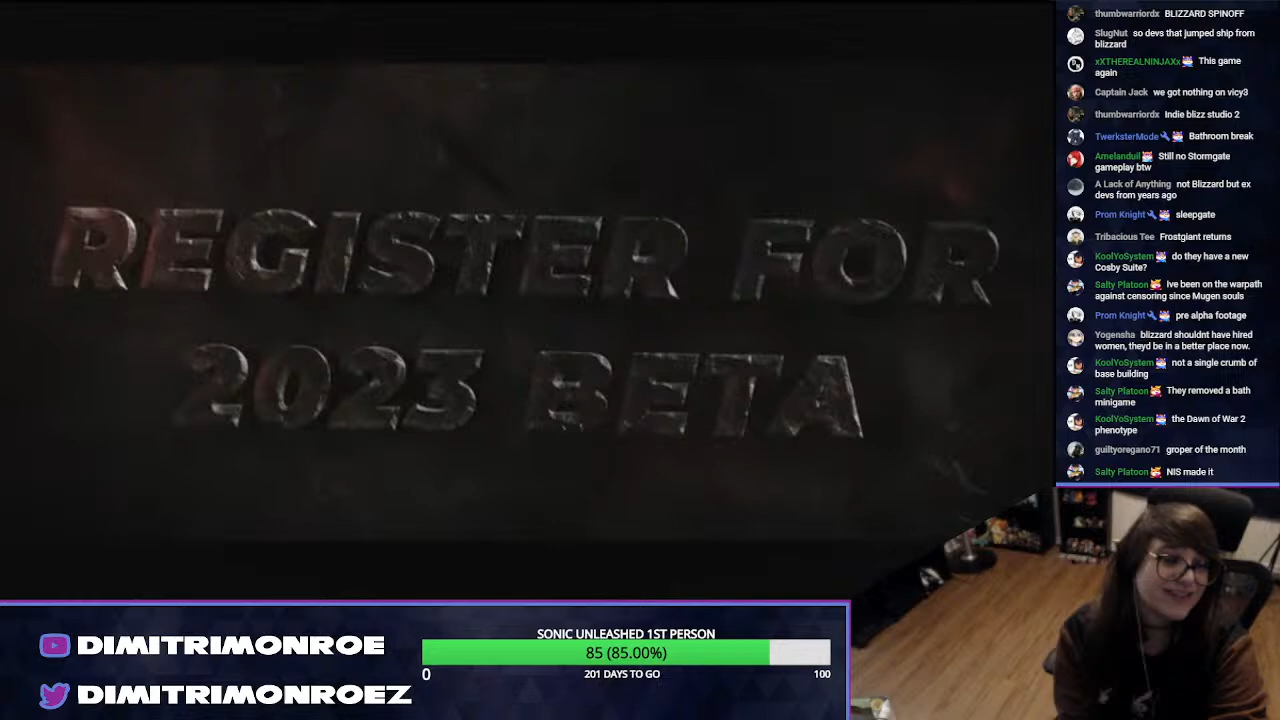 REGISTER FOR
2023 BETA
thumbwarriordx BLIZZARD SPINOFF
SlugNut so devs that jumped ship from
blizzard
xXTHEREALNINJAXx This game
again
Captain Jack we got nothing on vicy3
thumbwarriordx Indie blizz studio 2
TwerksterMode Bathroom break
Amelanduil Still no Stormgate
gameplay btw
A Lack of Anything not Blizzard but ex
devs from years ago
Prom Knight sleepgate
Tribacious Tee Frostgiant returns
KoolYoSystem do they have a new
Cosby Suite?
Salty Platoon Ive been on the warpath
against censoring since Mugen souls
Prom Knight pre alpha footage
Yogensha blizzard shouldnt have hired
women, theyd be in a better place now.
KoolYoSystem not a single crumb of
base building
Salty Platoon They removed a bath
minigame
KoolYoSystem the Dawn of War 2
phenotype
guiltyoregano71 groper of the month
Salty Platoon NIS made it
DIMITRIMONROE
DIMITRIMONROEZ
SONIC UNLEASHED 1ST PERSON
85 (85.00%)
0 201 DAYS TO GO 100